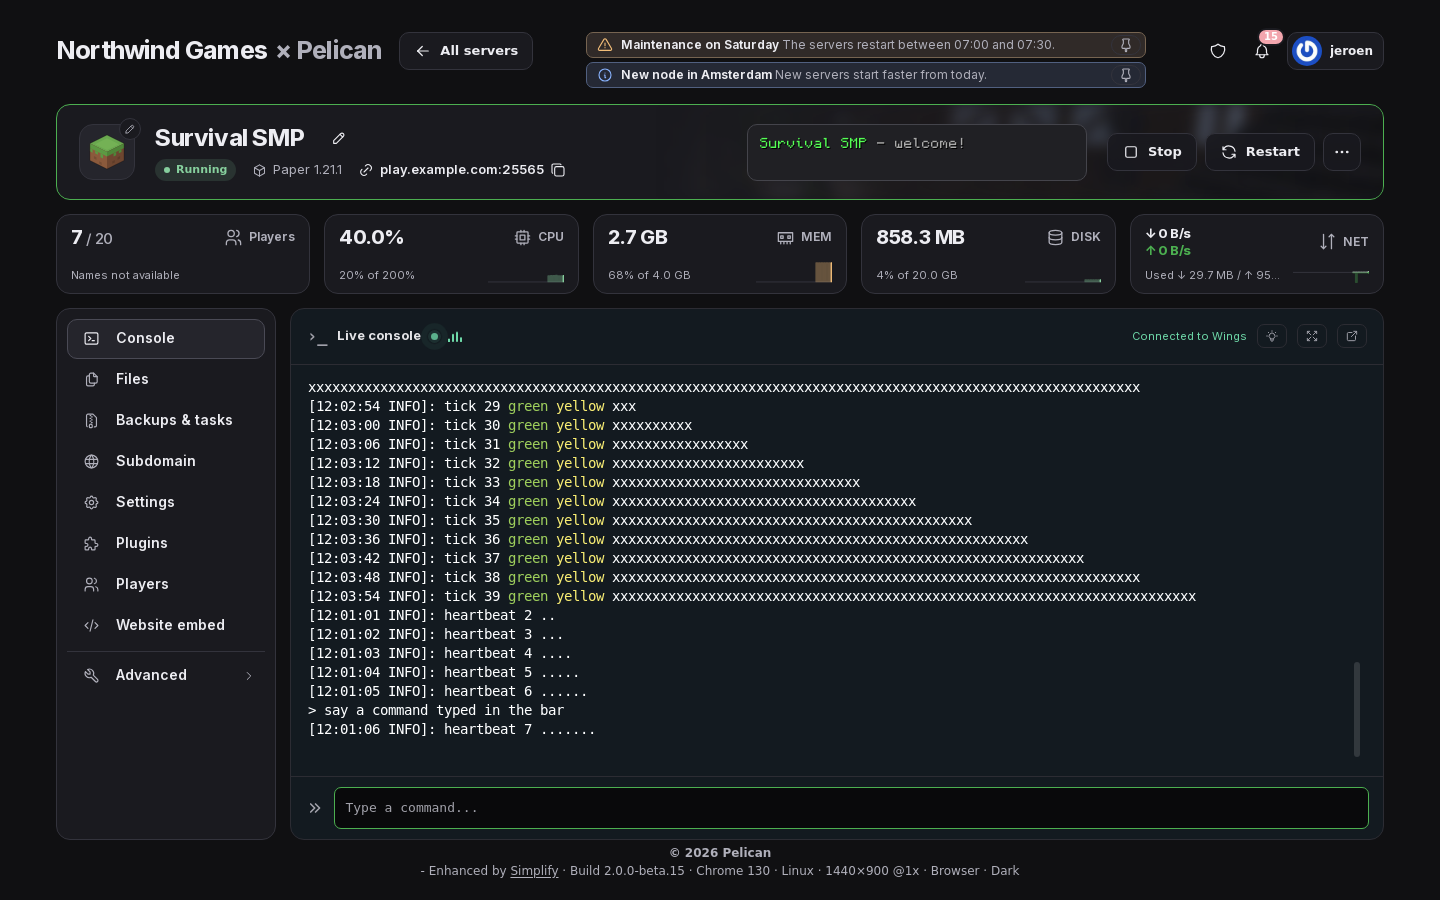 Northwind Games × Pelican
All servers
Maintenance on Saturday The servers restart between 07:00 and 07:30.
New node in Amsterdam New servers start faster from today.
15
jeroen
Survival SMP
Running
Paper 1.21.1
play.example.com:25565
Survival SMP - welcome!
Stop
Restart
7 / 20
Players
Names not available
40.0%
CPU
20% of 200%
2.7 GB
MEM
68% of 4.0 GB
858.3 MB
DISK
4% of 20.0 GB
↓ 0 B/s
↑ 0 B/s
NET
Used ↓ 29.7 MB / ↑ 95...
Console
Files
Backups & tasks
Subdomain
Settings
Plugins
Players
Website embed
Advanced
Live console
Connected to Wings
xxxxxxxxxxxxxxxxxxxxxxxxxxxxxxxxxxxxxxxxxxxxxxxxxxxxxxxxxxxxxxxxxxxxxxxxxxxxxxxxxxxxxxxxxxxxxxxxxxxxxxxx
[12:02:54 INFO]: tick 29 green yellow xxx
[12:03:00 INFO]: tick 30 green yellow xxxxxxxxxx
[12:03:06 INFO]: tick 31 green yellow xxxxxxxxxxxxxxxxx
[12:03:12 INFO]: tick 32 green yellow xxxxxxxxxxxxxxxxxxxxxxxx
[12:03:18 INFO]: tick 33 green yellow xxxxxxxxxxxxxxxxxxxxxxxxxxxxxxx
[12:03:24 INFO]: tick 34 green yellow xxxxxxxxxxxxxxxxxxxxxxxxxxxxxxxxxxxxxx
[12:03:30 INFO]: tick 35 green yellow xxxxxxxxxxxxxxxxxxxxxxxxxxxxxxxxxxxxxxxxxxxxx
[12:03:36 INFO]: tick 36 green yellow xxxxxxxxxxxxxxxxxxxxxxxxxxxxxxxxxxxxxxxxxxxxxxxxxxxx
[12:03:42 INFO]: tick 37 green yellow xxxxxxxxxxxxxxxxxxxxxxxxxxxxxxxxxxxxxxxxxxxxxxxxxxxxxxxxxxx
[12:03:48 INFO]: tick 38 green yellow xxxxxxxxxxxxxxxxxxxxxxxxxxxxxxxxxxxxxxxxxxxxxxxxxxxxxxxxxxxxxxxxxx
[12:03:54 INFO]: tick 39 green yellow xxxxxxxxxxxxxxxxxxxxxxxxxxxxxxxxxxxxxxxxxxxxxxxxxxxxxxxxxxxxxxxxxxxxxxxxx
[12:01:01 INFO]: heartbeat 2 ..
[12:01:02 INFO]: heartbeat 3 ...
[12:01:03 INFO]: heartbeat 4 ....
[12:01:04 INFO]: heartbeat 5 .....
[12:01:05 INFO]: heartbeat 6 ......
> say a command typed in the bar
[12:01:06 INFO]: heartbeat 7 .......
Type a command...
© 2026 Pelican
- Enhanced by Simplify · Build 2.0.0-beta.15 · Chrome 130 · Linux · 1440×900 @1x · Browser · Dark